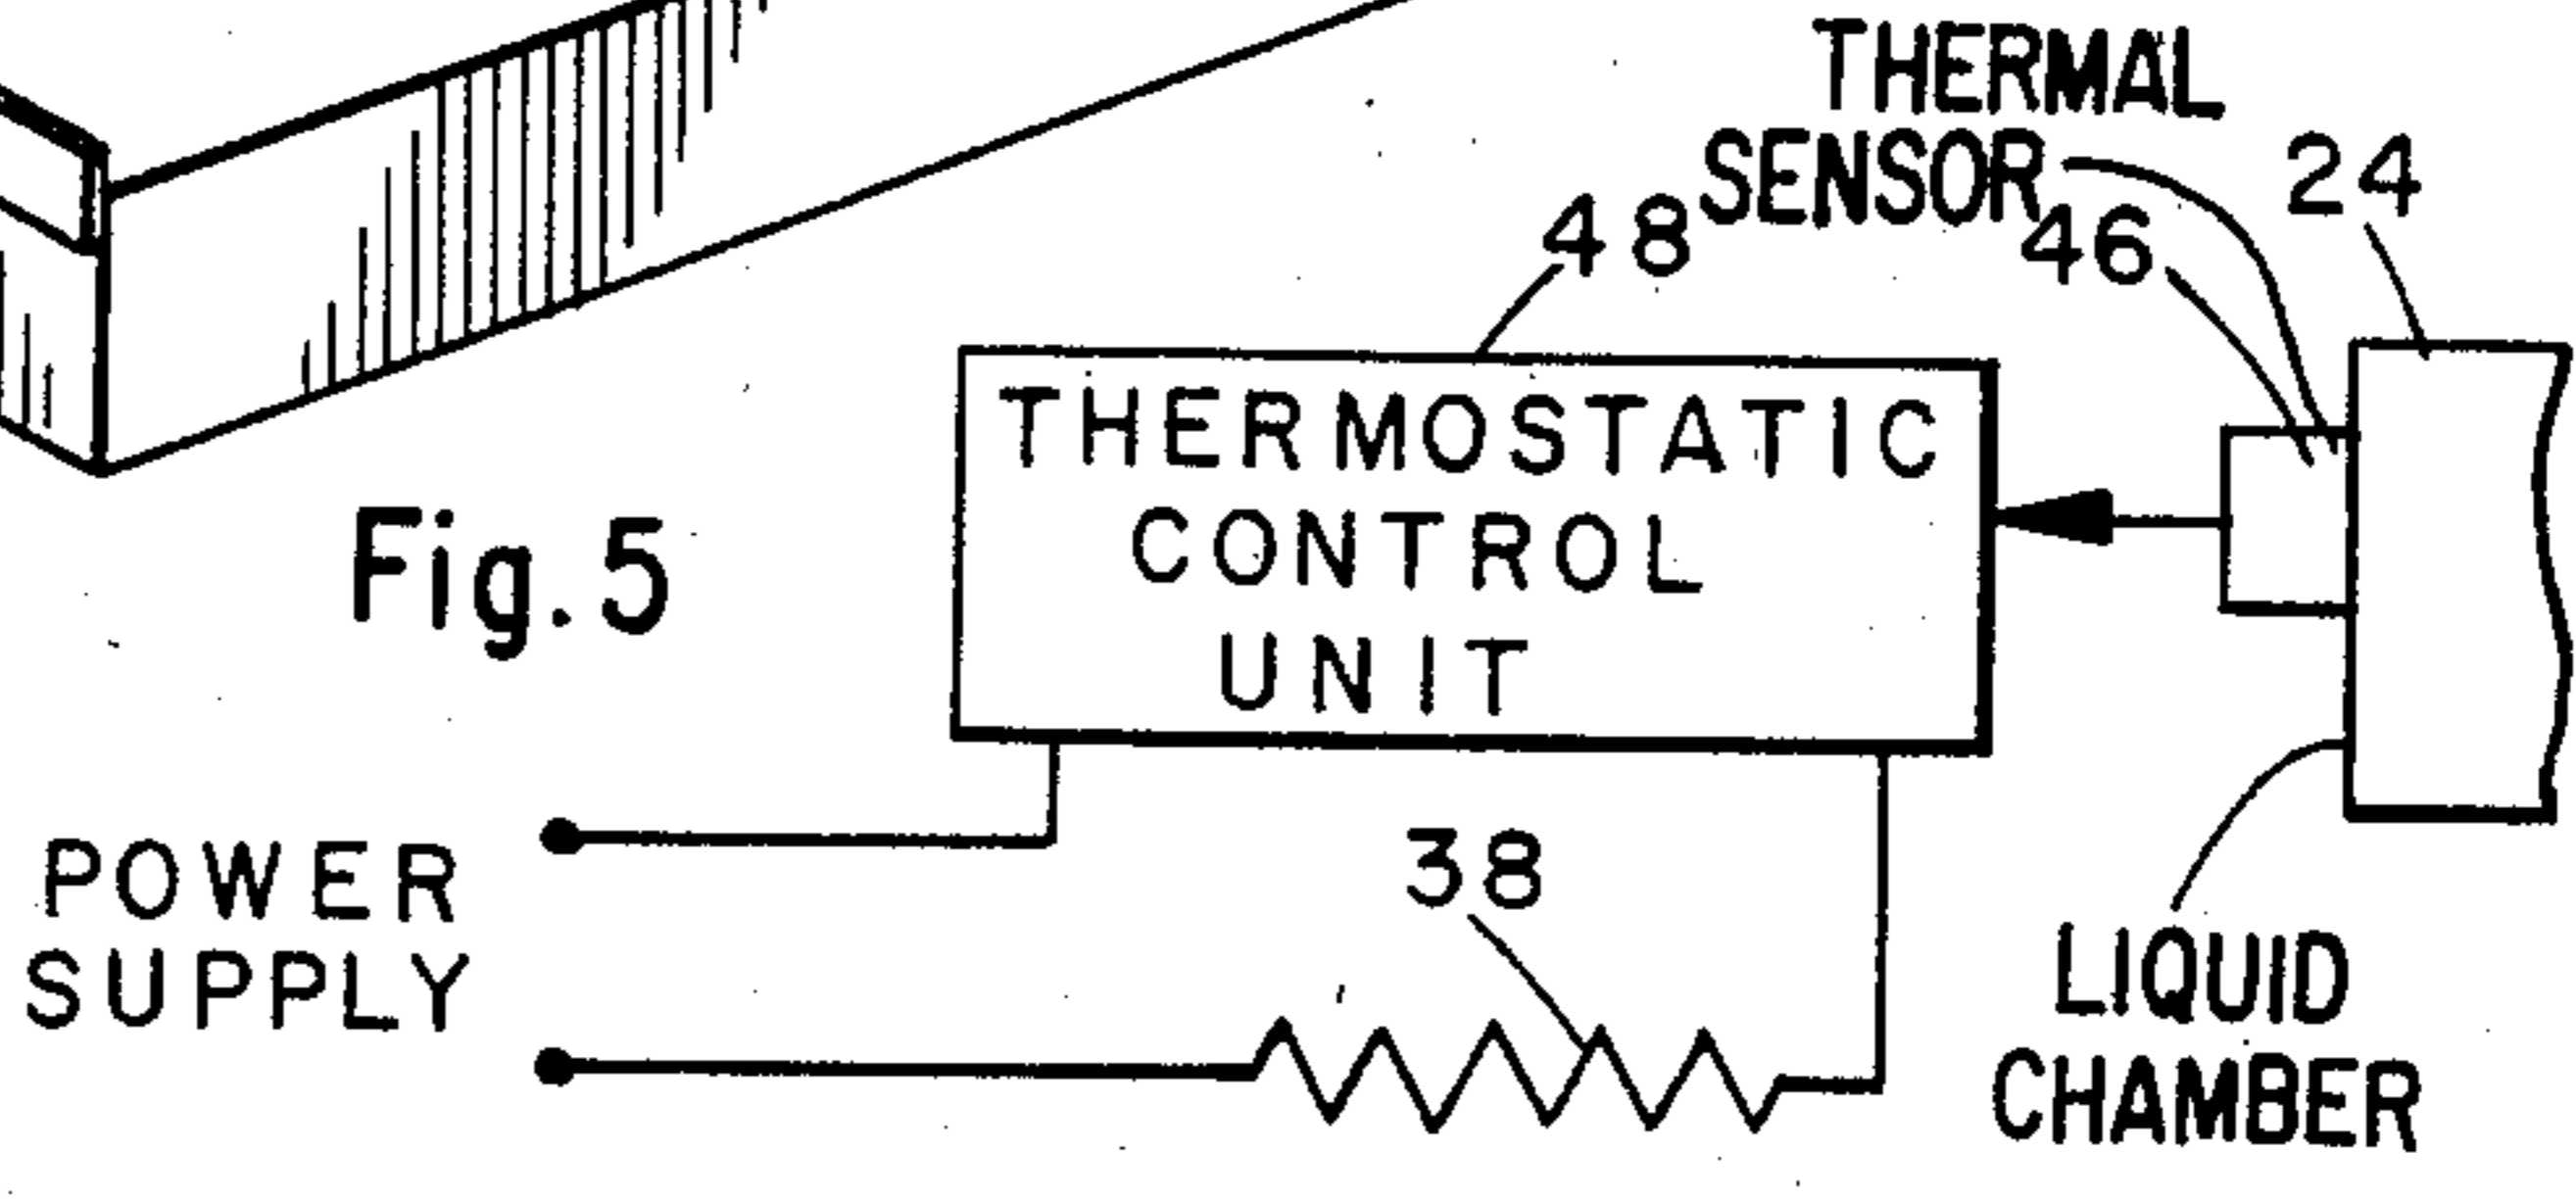 THERMAL
SENSOR
24
48
46
THERMOSTATIC
CONTROL
UNIT
Fig. 5
POWER
SUPPLY
38
LIQUID
CHAMBER